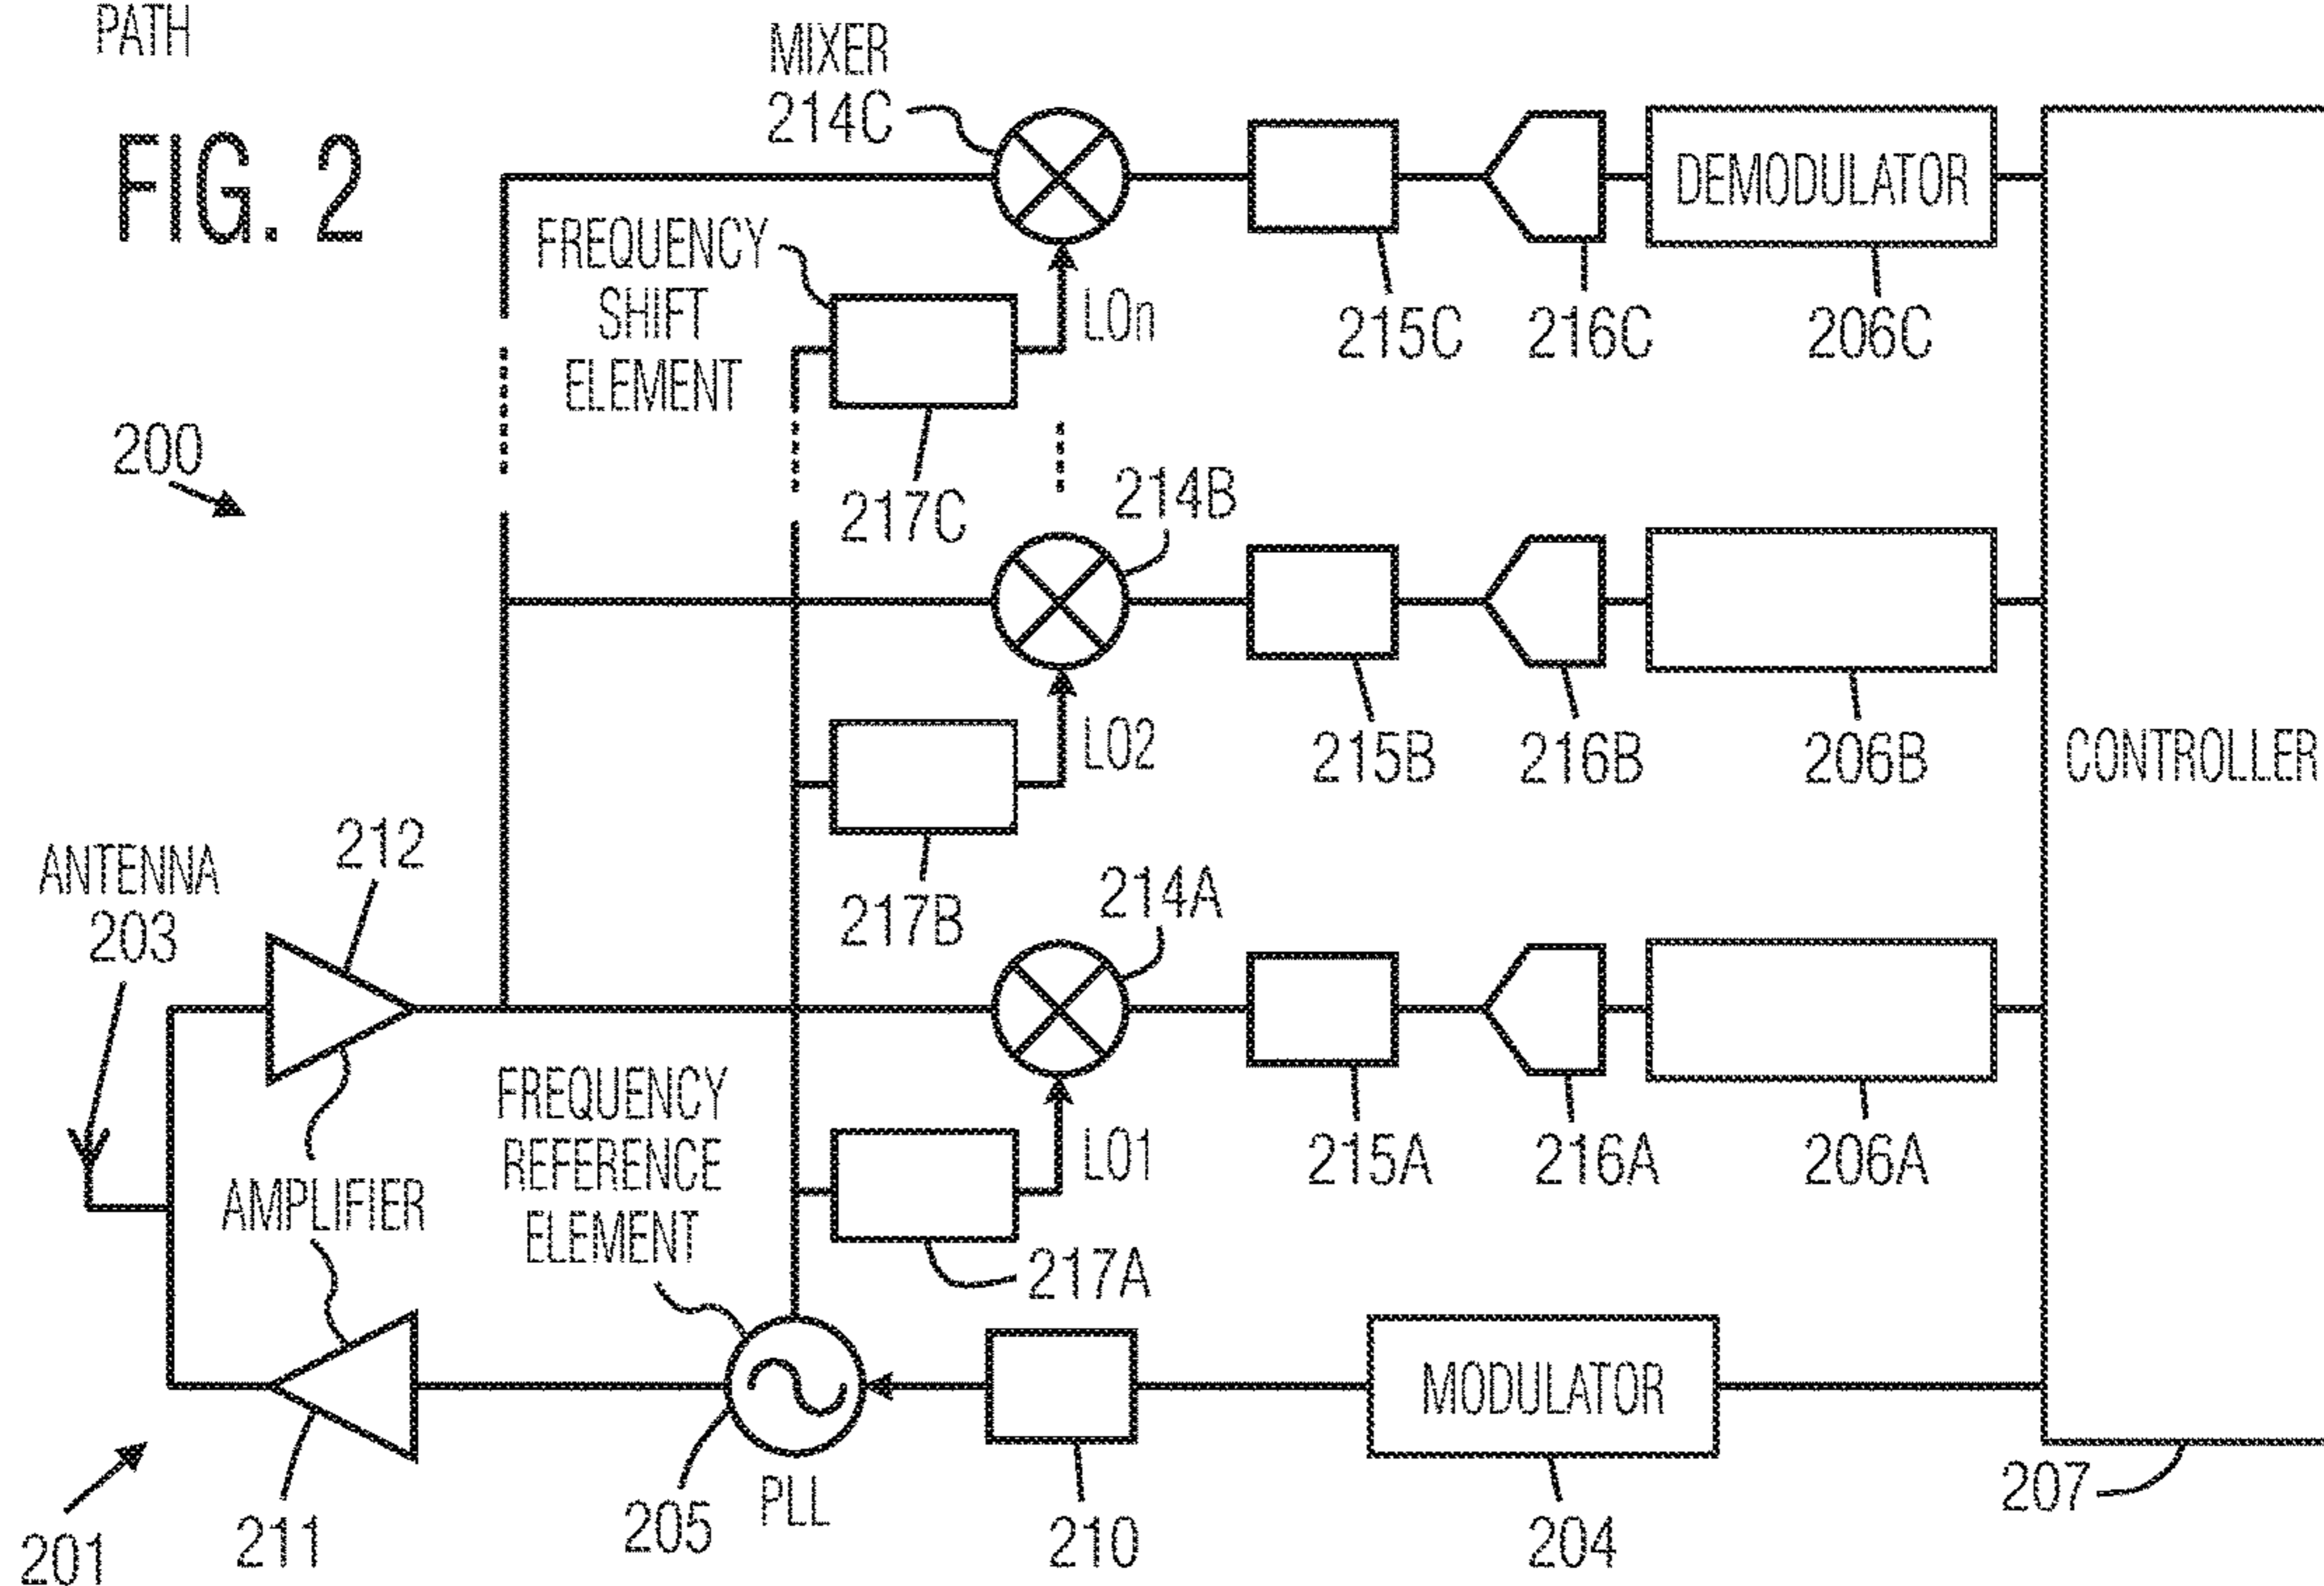 PATH
FIG. 2
MIXER
214C
DEMODULATOR
FREQUENCY
SHIFT
ELEMENT
LOn
215C
216C
206C
200
217C
214B
LO2
215B
216B
206B
CONTROLLER
212
ANTENNA
203
217B
214A
FREQUENCY
REFERENCE
ELEMENT
LO1
215A
216A
206A
AMPLIFIER
217A
MODULATOR
201
211
205
PLL
210
204
207